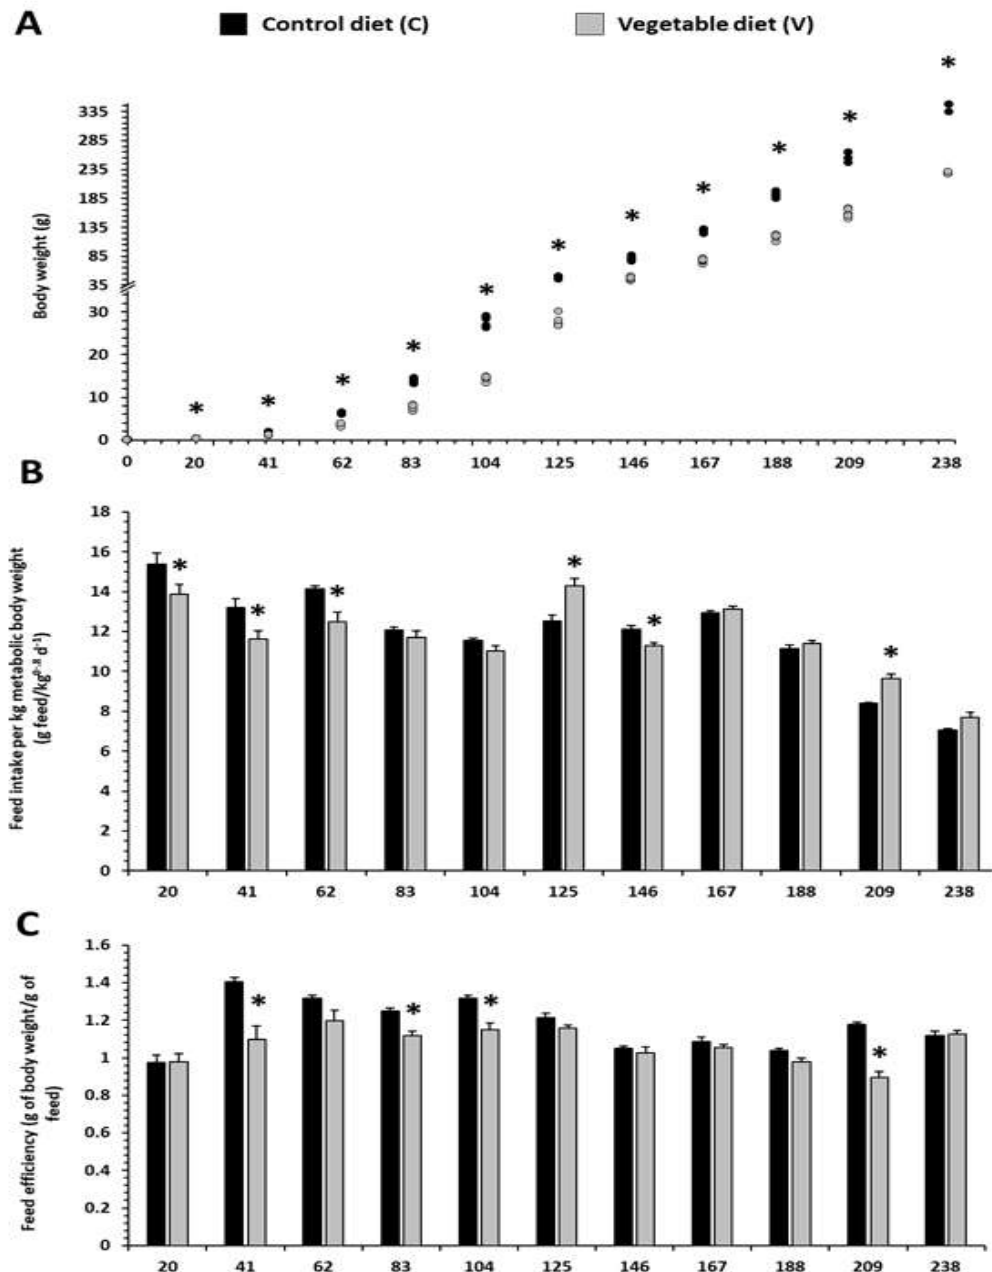 A
Control diet (C)
Vegetable diet (V)
Body weight (g)
335
285
235
185
135
85
35
30
20
10
0
* * * * * * * * * * *
0 20 41 62 83 104 125 146 167 188 209 238
B
Feed intake per kg metabolic body weight
(g feed/kg⁰·⁸ d⁻¹)
18
16
14
12
10
8
6
4
2
0
* * * * * *
20 41 62 83 104 125 146 167 188 209 238
C
Feed efficiency (g of body weight/g of
feed)
1.6
1.4
1.2
1
0.8
0.6
0.4
0.2
0
* * * *
20 41 62 83 104 125 146 167 188 209 238